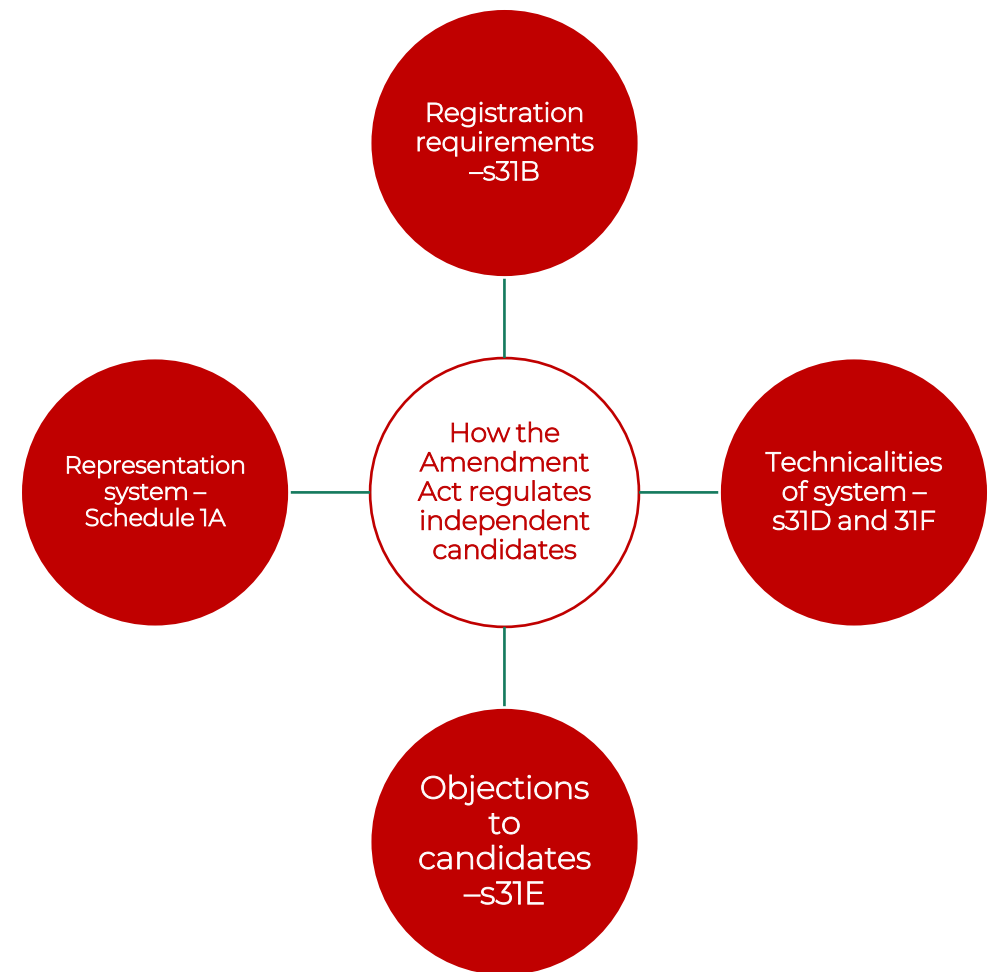 Registration
requirements
–s31B
How the
Amendment
Act regulates
independent
candidates
Representation
system –
Schedule 1A
Technicalities
of system –
s31D and 31F
Objections
to
candidates
–s31E